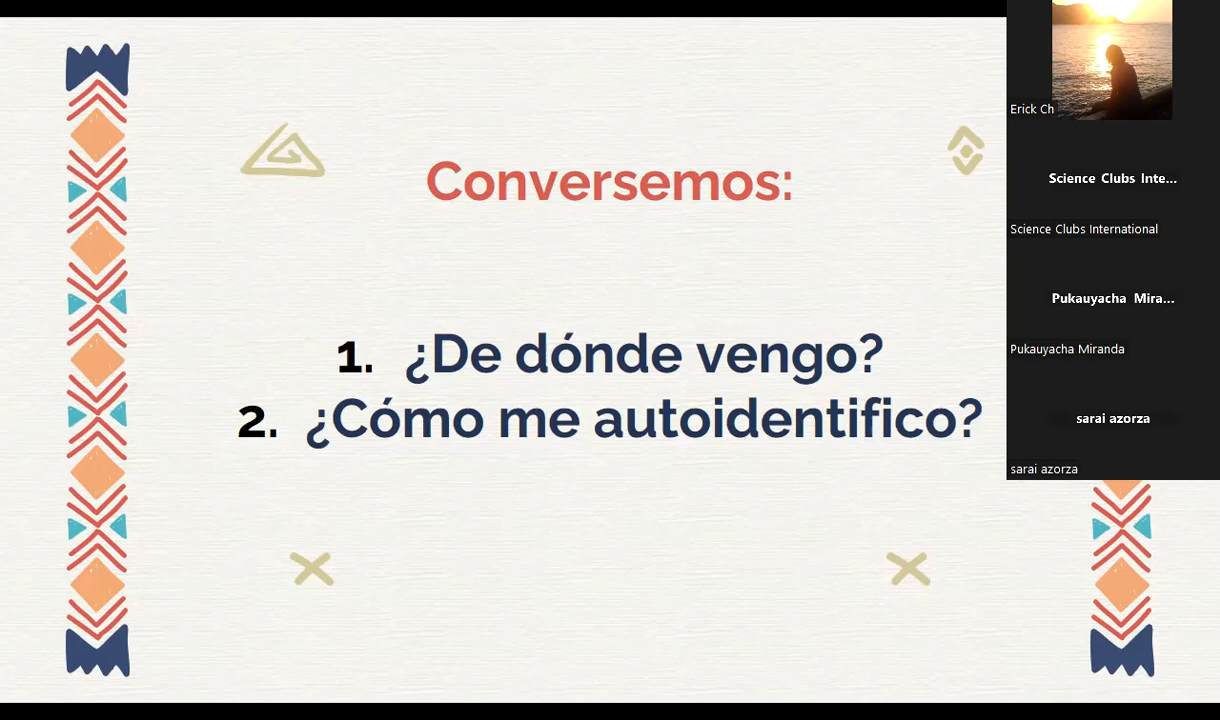 Conversemos:
1. ¿De dónde vengo?
2. ¿Cómo me autoidentifico?
Erick Ch
Science Clubs Inte...
Science Clubs International
Pukauyacha Mira...
Pukauyacha Miranda
sarai azorza
sarai azorza